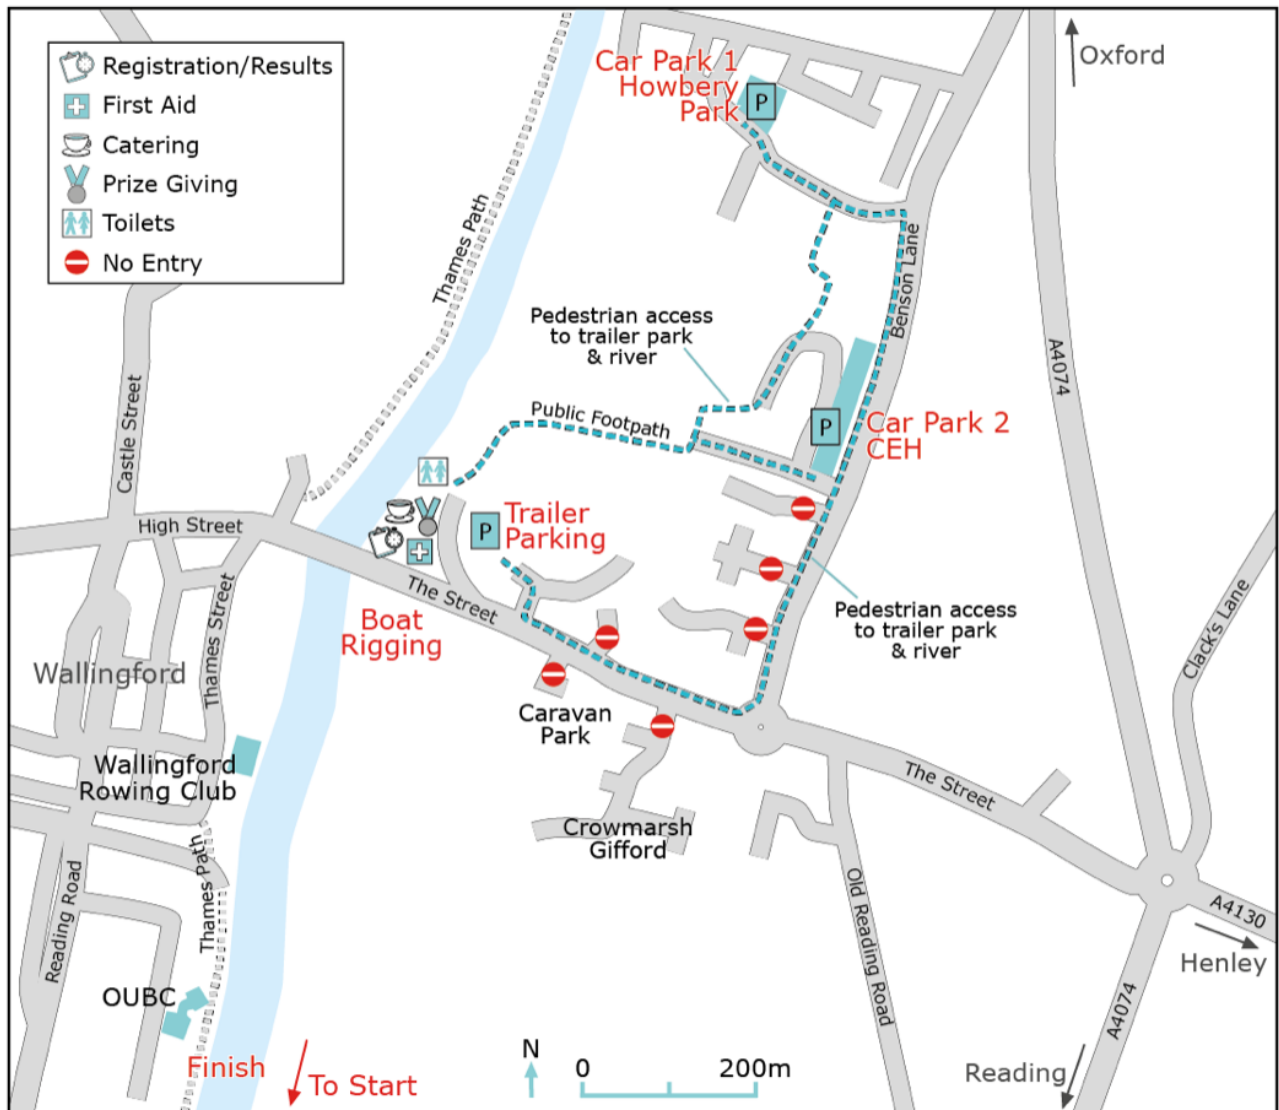 Registration/Results
First Aid
Catering
Prize Giving
Toilets
No Entry
Car Park 1
Howbery
Park
P
Oxford
Thames Path
Benson Lane
A4074
Pedestrian access
to trailer park
& river
Public Footpath
P
Car Park 2
CEH
Castle Street
High Street
P
Trailer
Parking
The Street
Boat
Rigging
Thames Street
Wallingford
Pedestrian access
to trailer park
& river
Clack's Lane
Caravan
Park
Wallingford
Rowing Club
The Street
Crowmarsh
Gifford
Thames Path
Reading Road
Old Reading Road
A4130
Henley
OUBC
A4074
Finish
To Start
N
0
200m
Reading